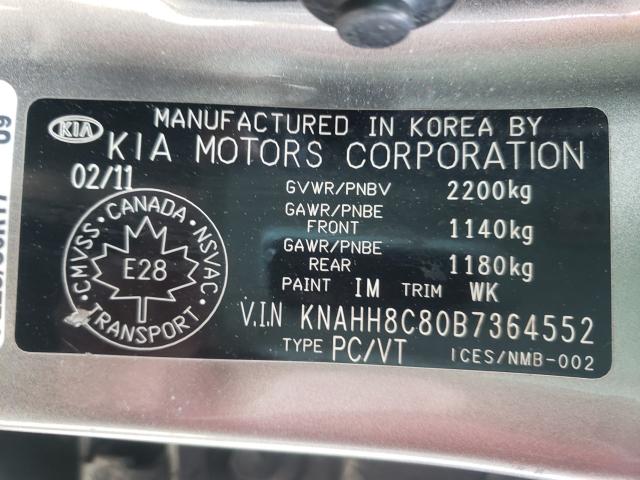 KIA
MANUFACTURED IN KOREA BY
KIA MOTORS CORPORATION
02/11
GVWR/PNBV 2200kg
GAWR/PNBE FRONT 1140kg
GAWR/PNBE REAR 1180kg
PAINT IM TRIM WK
V.I.N KNAHH8C80B7364552
TYPE PC/VT ICES/NMB-002
CMVSS · CANADA · NSVAC
E28
TRANSPORT
09